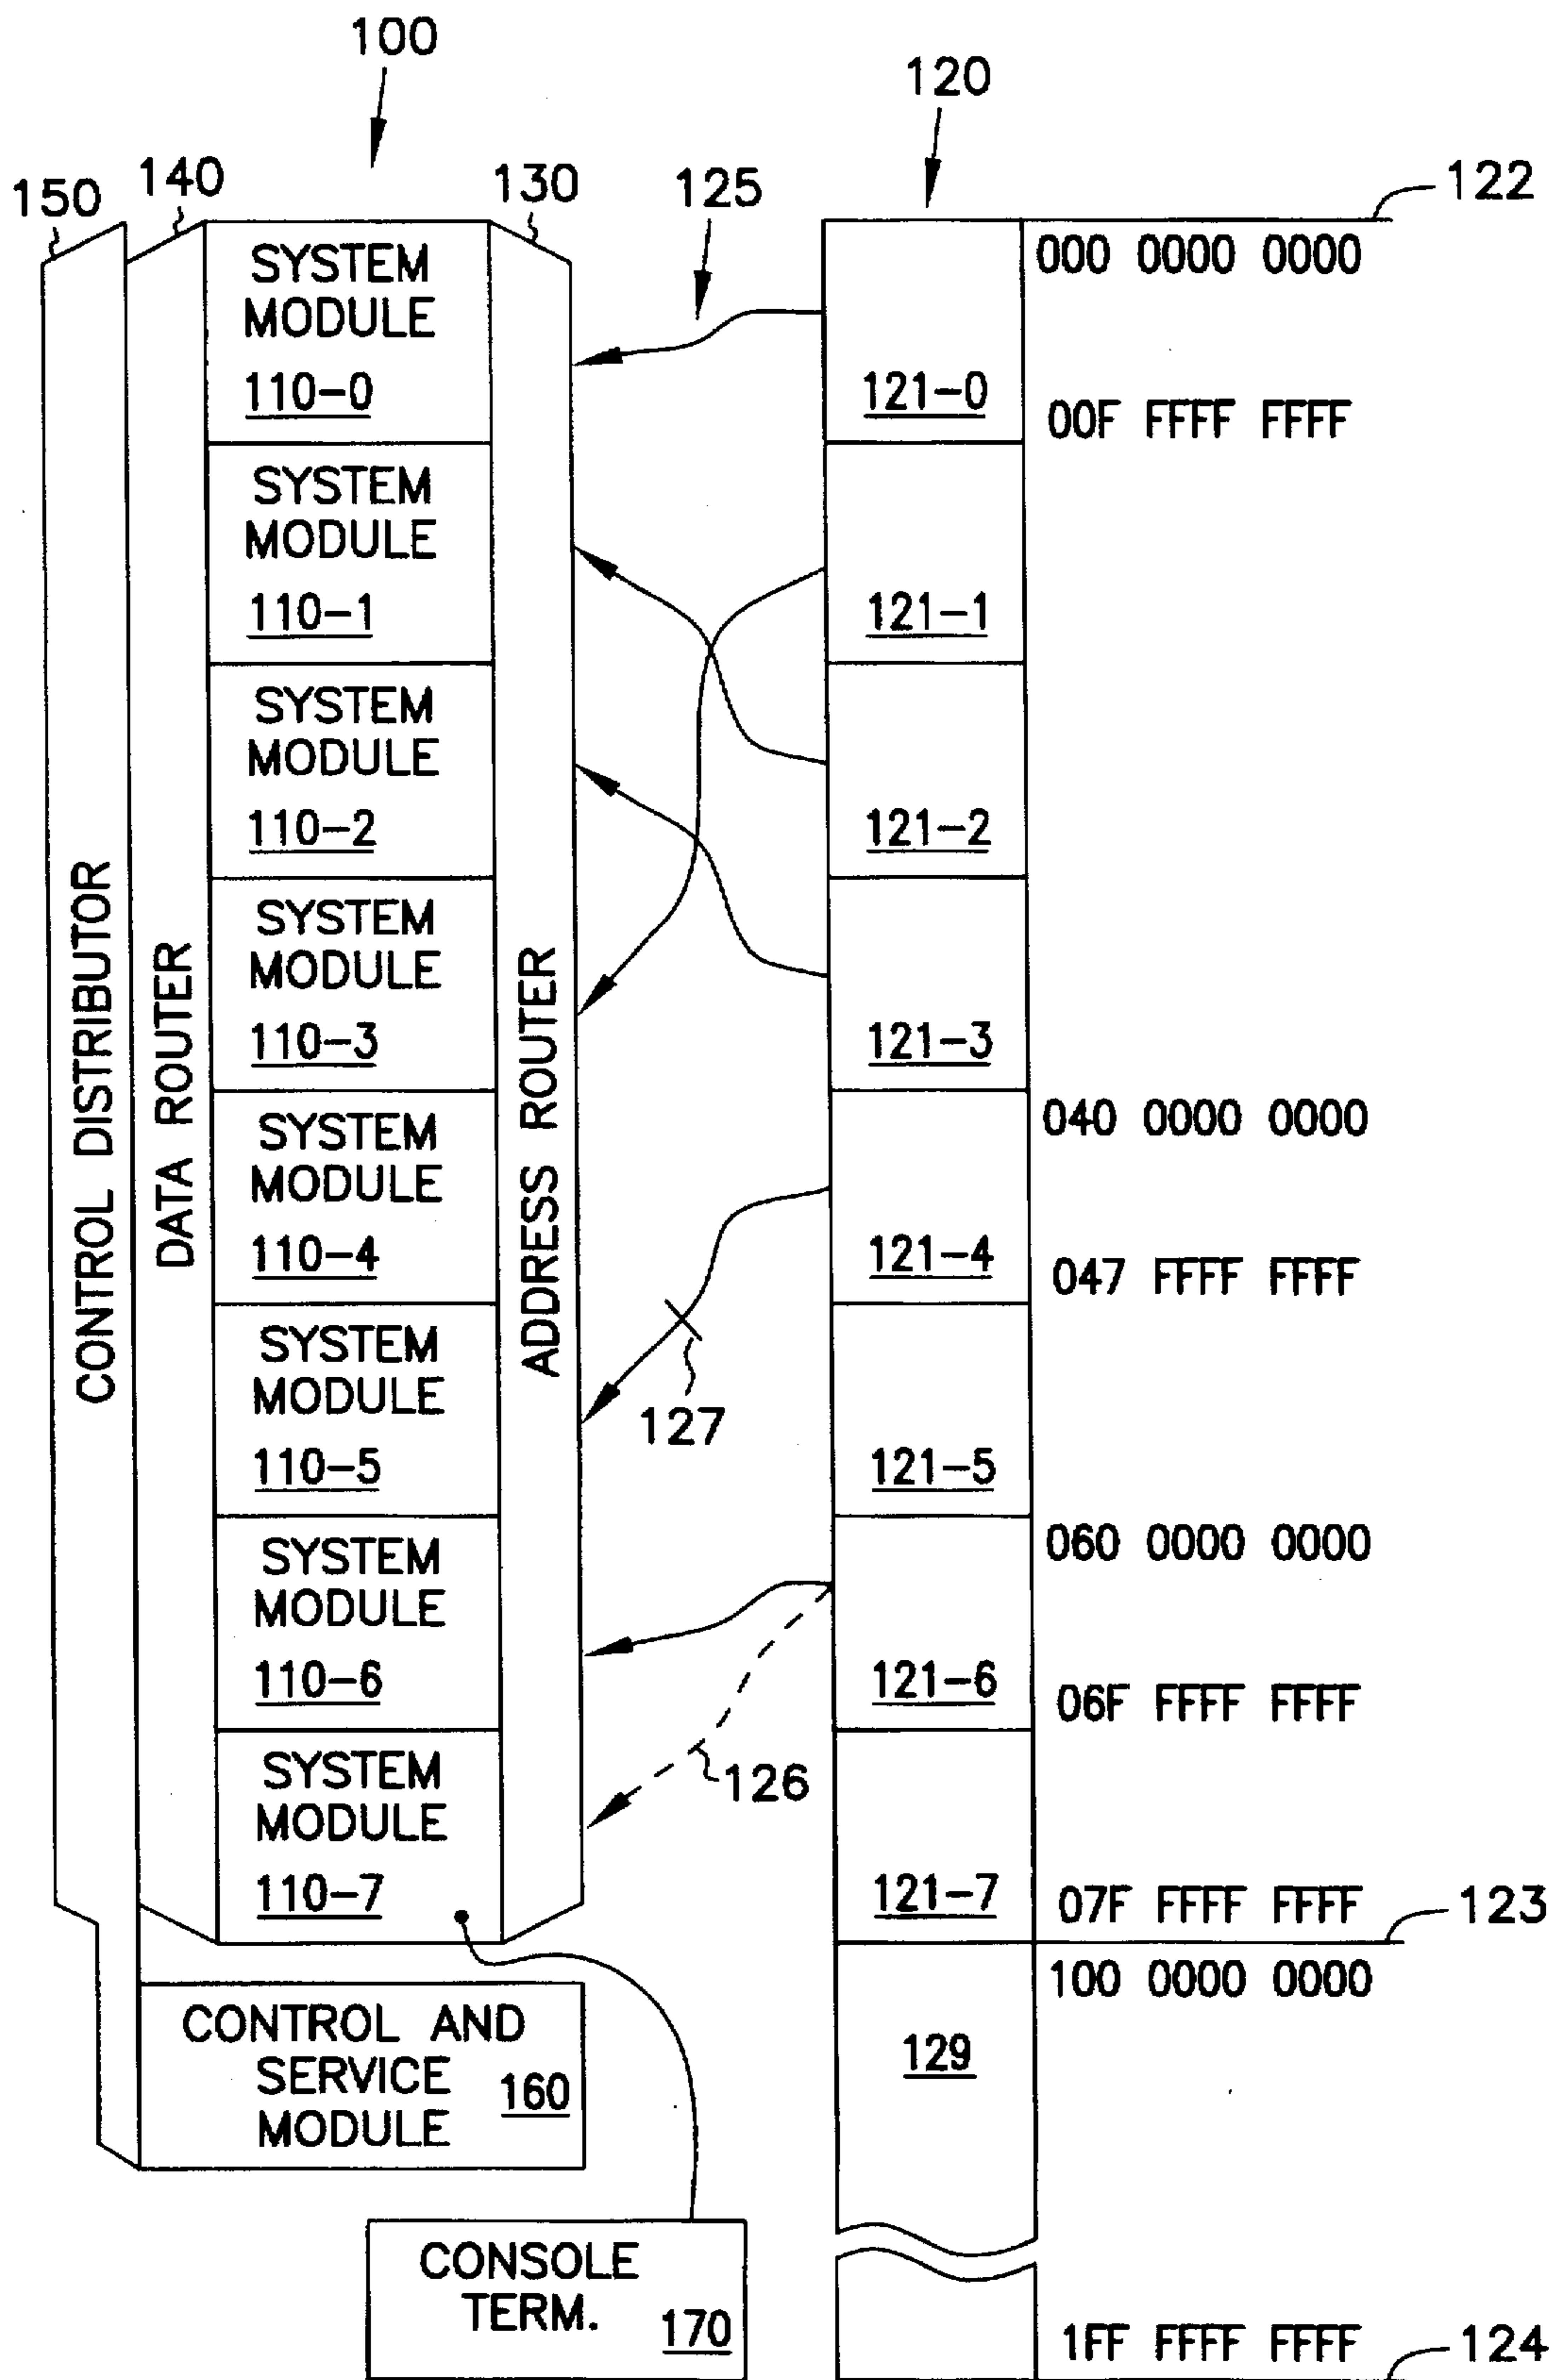 100
120
150
140
130
125
122
SYSTEM
MODULE
110-0
SYSTEM
MODULE
110-1
SYSTEM
MODULE
110-2
SYSTEM
MODULE
110-3
SYSTEM
MODULE
110-4
SYSTEM
MODULE
110-5
SYSTEM
MODULE
110-6
SYSTEM
MODULE
110-7
CONTROL DISTRIBUTOR
DATA ROUTER
ADDRESS ROUTER
127
126
121-0
121-1
121-2
121-3
121-4
121-5
121-6
121-7
129
000 0000 0000
00F FFFF FFFF
040 0000 0000
047 FFFF FFFF
060 0000 0000
06F FFFF FFFF
07F FFFF FFFF
123
100 0000 0000
1FF FFFF FFFF
124
CONTROL AND
SERVICE
MODULE
160
CONSOLE
TERM.
170